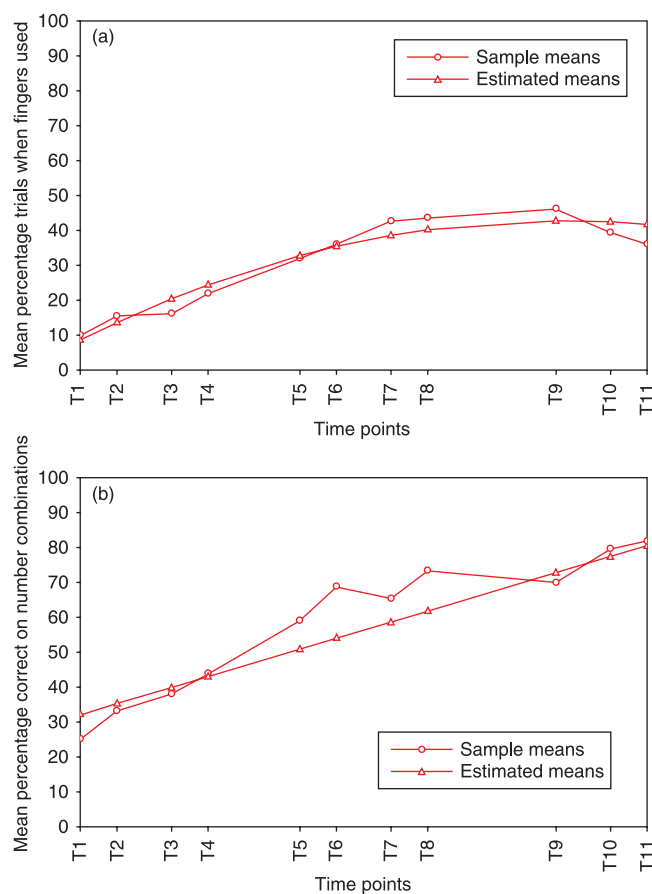 (a)
Sample means
Estimated means
Mean percentage trials when fingers used
100
90
80
70
60
50
40
30
20
10
0
T1 T2 T3 T4 T5 T6 T7 T8 T9 T10 T11
Time points
(b)
Mean percentage correct on number combinations
100
90
80
70
60
50
40
30
20
10
0
Sample means
Estimated means
T1 T2 T3 T4 T5 T6 T7 T8 T9 T10 T11
Time points